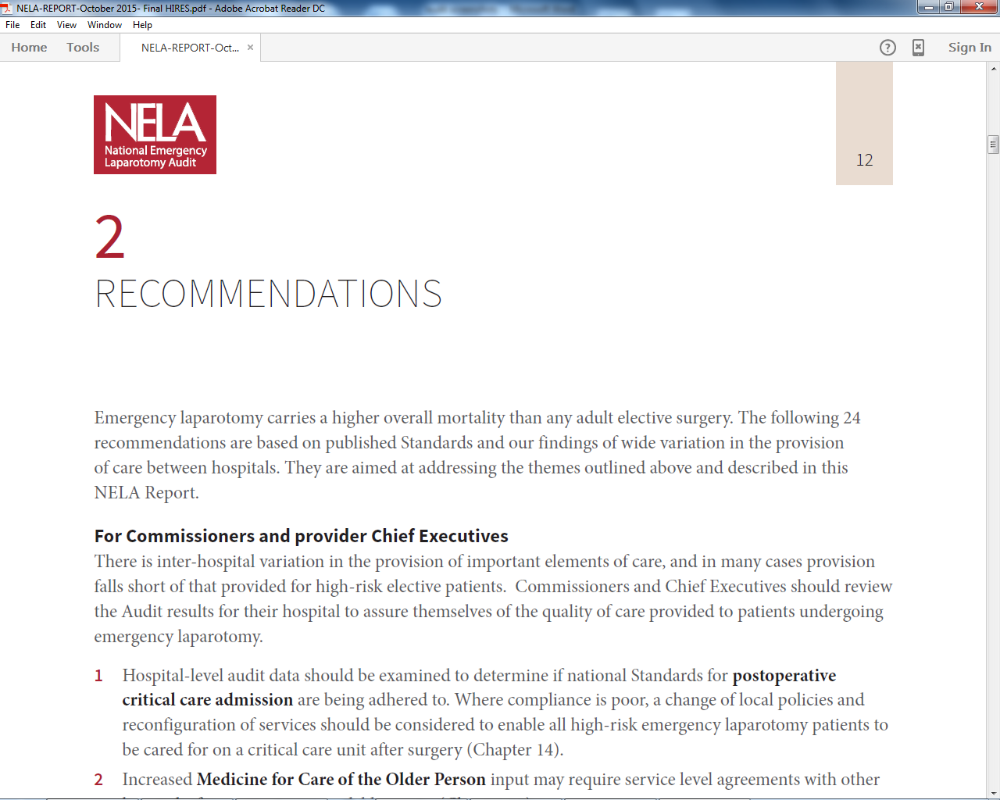 NELA-REPORT-October 2015- Final HIRES.pdf - Adobe Acrobat Reader DC
File Edit View Window Help
Home Tools NELA-REPORT-Oct... × ? Sign In
NELA
National Emergency
Laparotomy Audit
12
2
RECOMMENDATIONS
Emergency laparotomy carries a higher overall mortality than any adult elective surgery. The following 24
recommendations are based on published Standards and our findings of wide variation in the provision
of care between hospitals. They are aimed at addressing the themes outlined above and described in this
NELA Report.
For Commissioners and provider Chief Executives
There is inter-hospital variation in the provision of important elements of care, and in many cases provision
falls short of that provided for high-risk elective patients. Commissioners and Chief Executives should review
the Audit results for their hospital to assure themselves of the quality of care provided to patients undergoing
emergency laparotomy.
1 Hospital-level audit data should be examined to determine if national Standards for postoperative
critical care admission are being adhered to. Where compliance is poor, a change of local policies and
reconfiguration of services should be considered to enable all high-risk emergency laparotomy patients to
be cared for on a critical care unit after surgery (Chapter 14).
2 Increased Medicine for Care of the Older Person input may require service level agreements with other